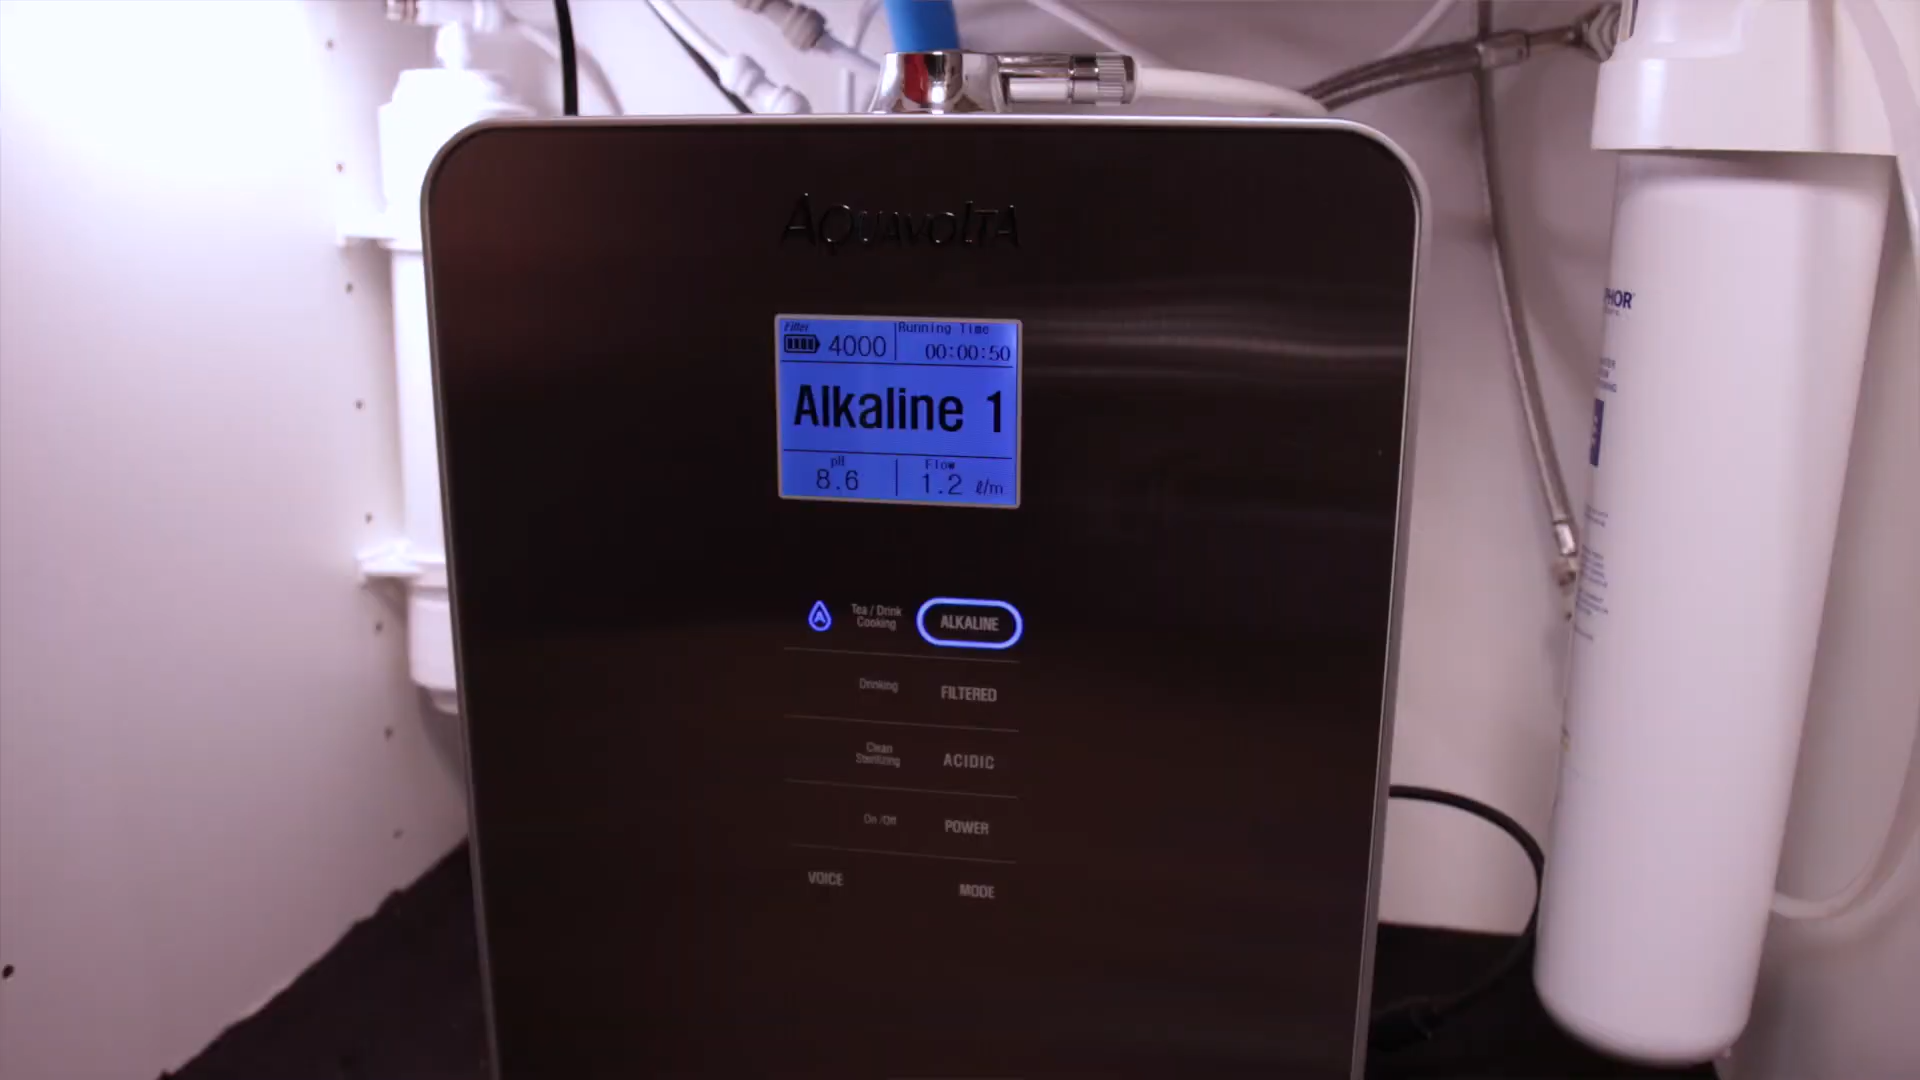 AQUAVOLTA
Filter
4000
Running Time
00:00:50
Alkaline 1
pH
8.6
Flow
1.2 ℓ/m
Tea / Drink
Cooking
ALKALINE
Drinking
FILTERED
Clean
Sterilizing
ACIDIC
On / Off
POWER
VOICE
MODE
PHOR